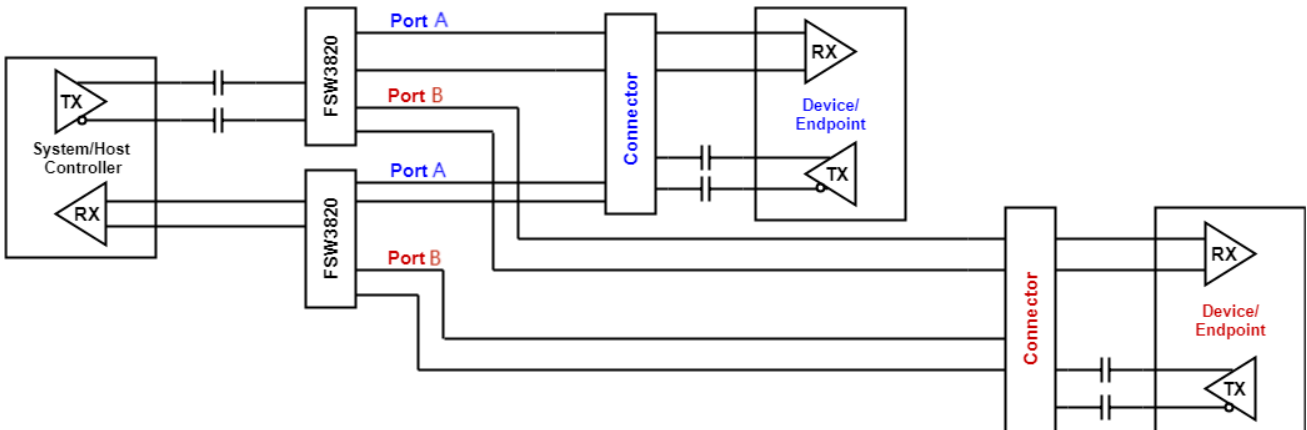 Port A
FSW3820
RX
TX
Port B
Device/
Endpoint
System/Host
Controller
Connector
Port A
TX
RX
FSW3820
Port B
RX
Device/
Endpoint
Connector
TX